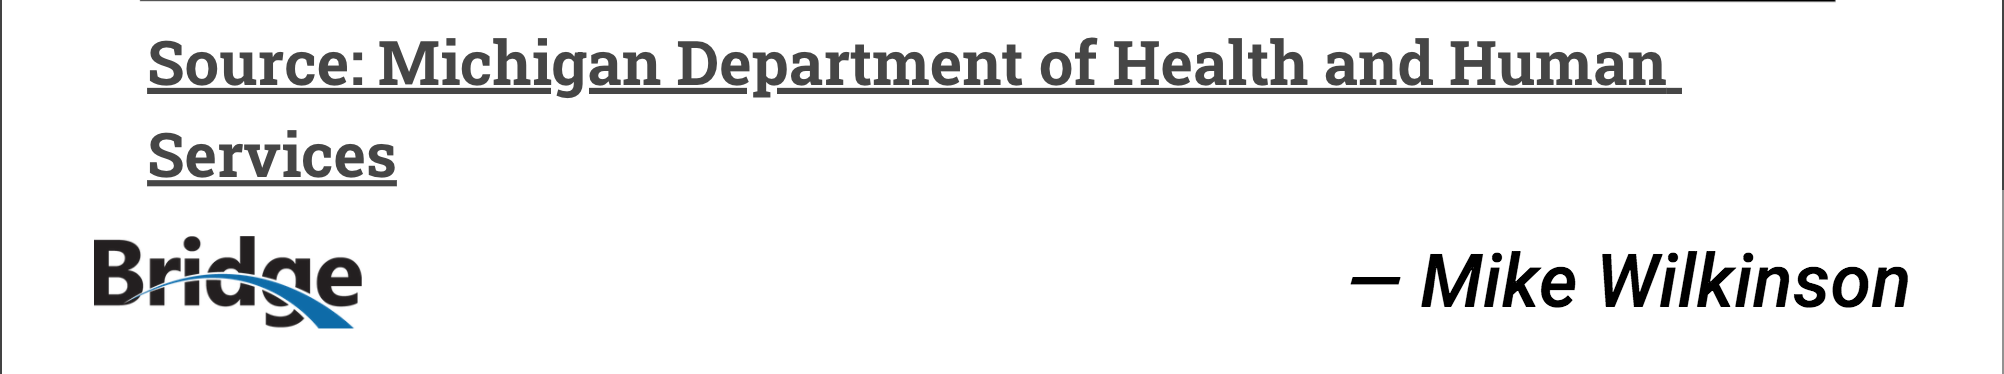 Source: Michigan Department of Health and Human
Services
Bridge
— Mike Wilkinson